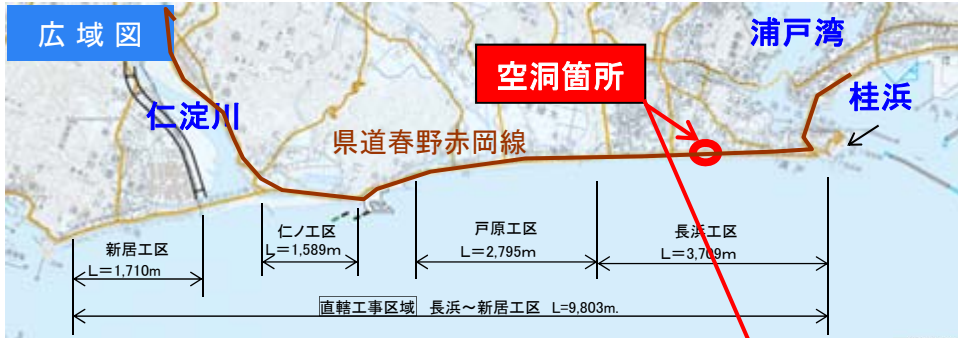 広域図
浦戸湾
空洞箇所
桂浜
仁淀川
県道春野赤岡線
仁ノ工区
L=1,589m
戸原工区
L=2,795m
長浜工区
L=3,709m
新居工区
L=1,710m
直轄工事区域 長浜～新居工区 L=9,803m.